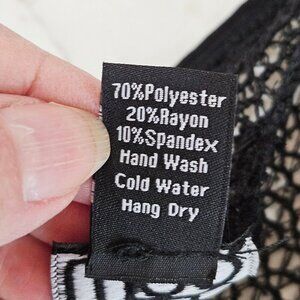 70%Polyester
20%Rayon
10%Spandex
Hand Wash
Cold Water
Hang Dry